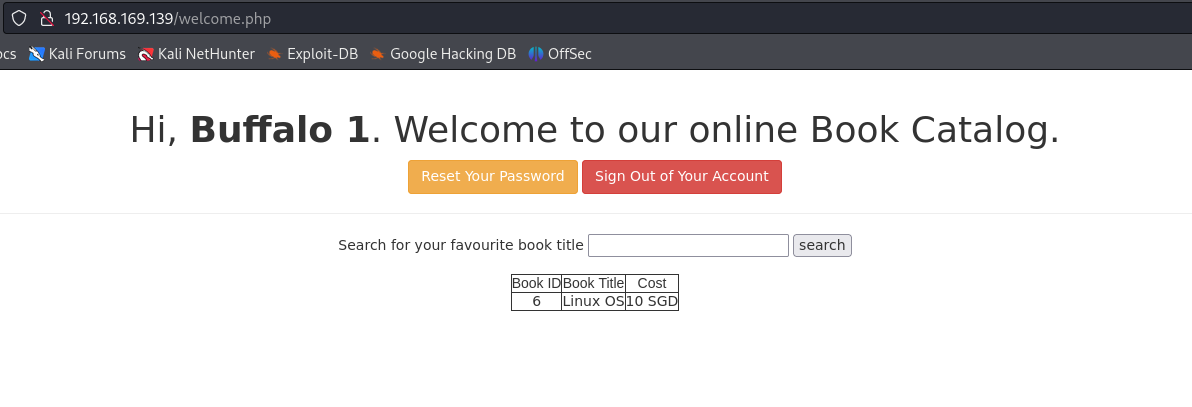 192.168.169.139/welcome.php
ocs Kali Forums Kali NetHunter Exploit-DB Google Hacking DB OffSec
Hi, Buffalo 1. Welcome to our online Book Catalog.
Reset Your Password Sign Out of Your Account
Search for your favourite book title search
Book ID Book Title Cost
6 Linux OS 10 SGD